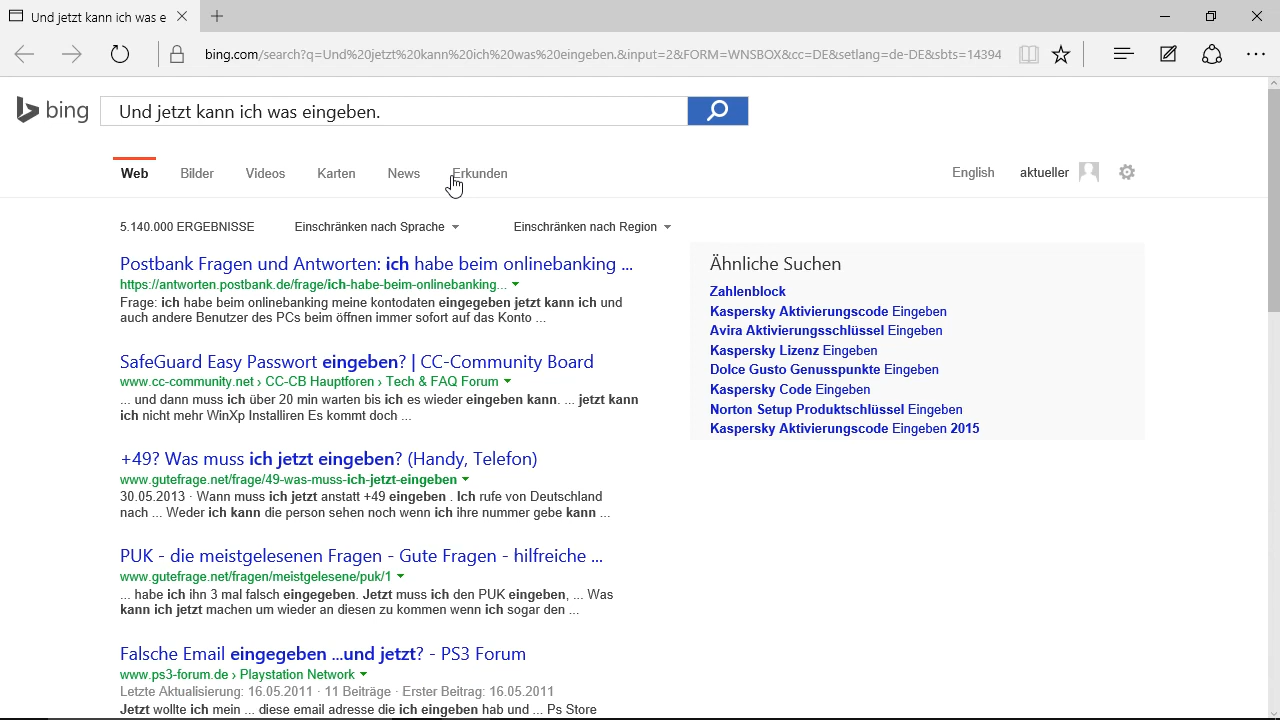 Und jetzt kann ich was e
bing.com/search?q=Und%20jetzt%20kann%20ich%20was%20eingeben.&input=2&FORM=WNSBOX&cc=DE&setlang=de-DE&sbts=14394
bing
Und jetzt kann ich was eingeben.
Web Bilder Videos Karten News Erkunden
English aktueller
5.140.000 ERGEBNISSE Einschränken nach Sprache Einschränken nach Region
Postbank Fragen und Antworten: ich habe beim onlinebanking ...
https://antworten.postbank.de/frage/ich-habe-beim-onlinebanking...
Frage: ich habe beim onlinebanking meine kontodaten eingegeben jetzt kann ich und
auch andere Benutzer des PCs beim öffnen immer sofort auf das Konto ...
SafeGuard Easy Passwort eingeben? | CC-Community Board
www.cc-community.net › CC-CB Hauptforen › Tech & FAQ Forum
... und dann muss ich über 20 min warten bis ich es wieder eingeben kann. ... jetzt kann
ich nicht mehr WinXp Installiren Es kommt doch ...
+49? Was muss ich jetzt eingeben? (Handy, Telefon)
www.gutefrage.net/frage/49-was-muss-ich-jetzt-eingeben
30.05.2013 · Wann muss ich jetzt anstatt +49 eingeben . Ich rufe von Deutschland
nach ... Weder ich kann die person sehen noch wenn ich ihre nummer gebe kann ...
PUK - die meistgelesenen Fragen - Gute Fragen - hilfreiche ...
www.gutefrage.net/fragen/meistgelesene/puk/1
... habe ich ihn 3 mal falsch eingegeben. Jetzt muss ich den PUK eingeben, ... Was
kann ich jetzt machen um wieder an diesen zu kommen wenn ich sogar den ...
Falsche Email eingegeben ...und jetzt? - PS3 Forum
www.ps3-forum.de › Playstation Network
Letzte Aktualisierung: 16.05.2011 · 11 Beiträge · Erster Beitrag: 16.05.2011
Jetzt wollte ich mein ... diese email adresse die ich eingeben hab und ... Ps Store
Ähnliche Suchen
Zahlenblock
Kaspersky Aktivierungscode Eingeben
Avira Aktivierungsschlüssel Eingeben
Kaspersky Lizenz Eingeben
Dolce Gusto Genusspunkte Eingeben
Kaspersky Code Eingeben
Norton Setup Produktschlüssel Eingeben
Kaspersky Aktivierungscode Eingeben 2015